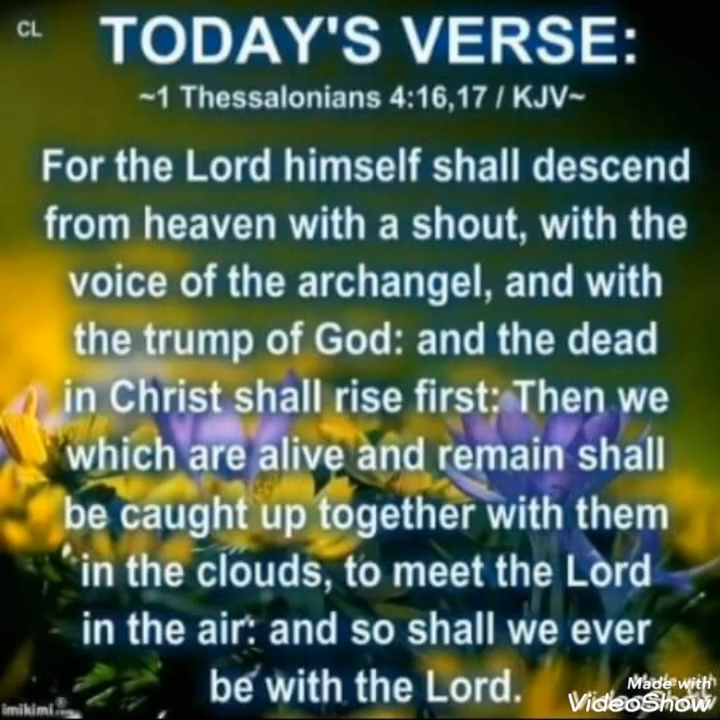 CL
TODAY'S VERSE:
~1 Thessalonians 4:16,17 / KJV~
For the Lord himself shall descend
from heaven with a shout, with the
voice of the archangel, and with
the trump of God: and the dead
in Christ shall rise first: Then we
which are alive and remain shall
be caught up together with them
in the clouds, to meet the Lord
in the air: and so shall we ever
be with the Lord.
Made with
VideoShow
imikimi